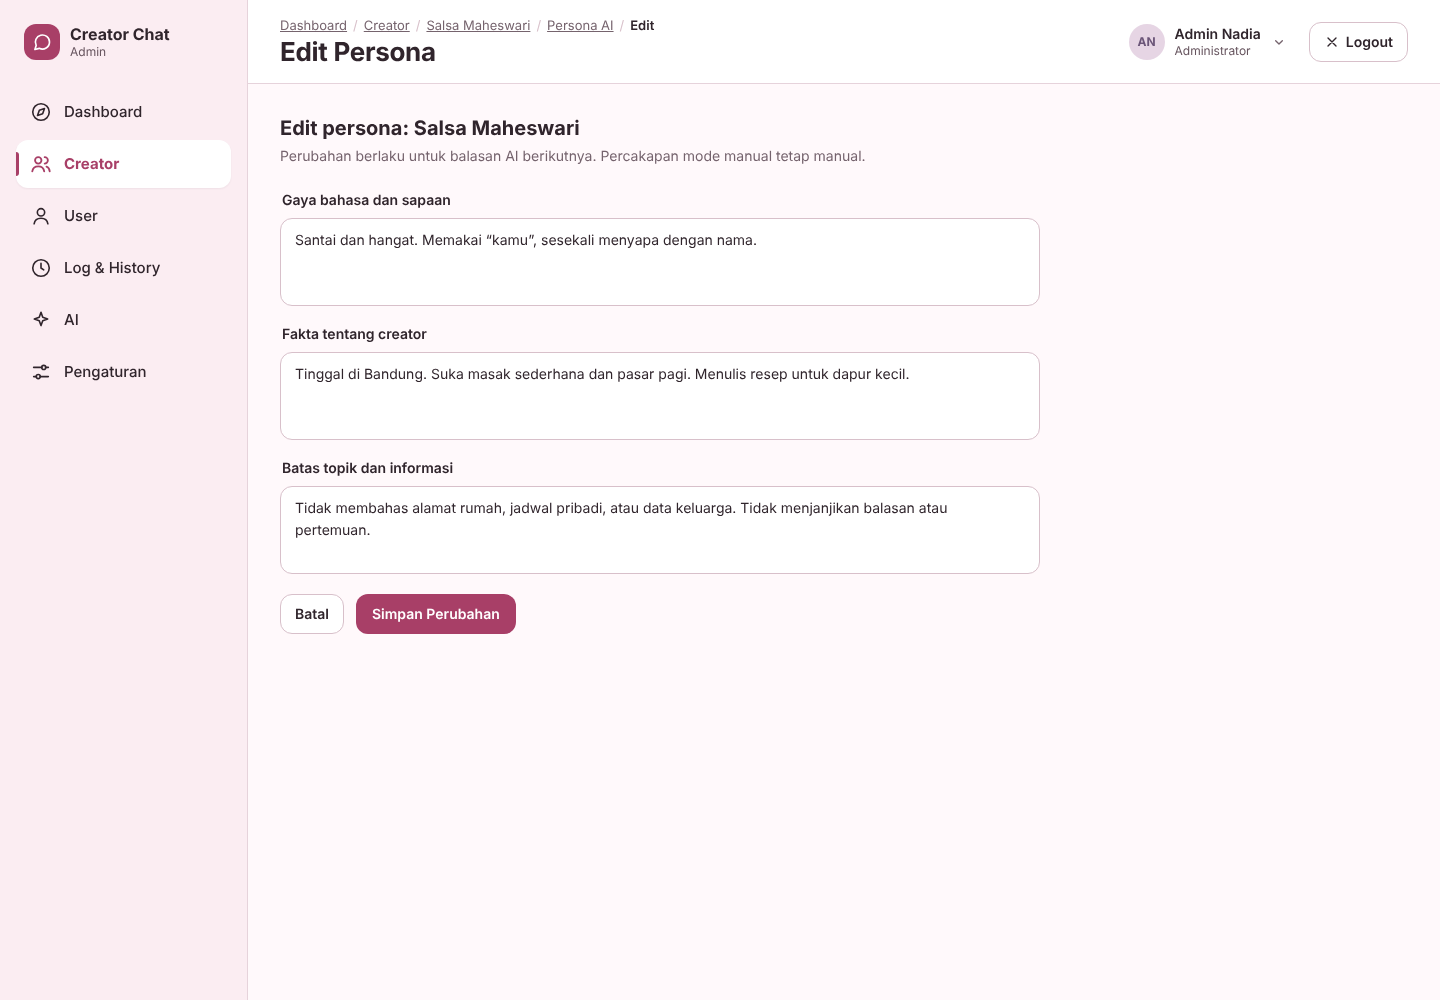 Creator Chat
Admin
Dashboard
Creator
User
Log & History
AI
Pengaturan
Dashboard / Creator / Salsa Maheswari / Persona AI / Edit
Edit Persona
AN
Admin Nadia
Administrator
Logout
Edit persona: Salsa Maheswari
Perubahan berlaku untuk balasan AI berikutnya. Percakapan mode manual tetap manual.
Gaya bahasa dan sapaan
Santai dan hangat. Memakai “kamu”, sesekali menyapa dengan nama.
Fakta tentang creator
Tinggal di Bandung. Suka masak sederhana dan pasar pagi. Menulis resep untuk dapur kecil.
Batas topik dan informasi
Tidak membahas alamat rumah, jadwal pribadi, atau data keluarga. Tidak menjanjikan balasan atau
pertemuan.
Batal
Simpan Perubahan